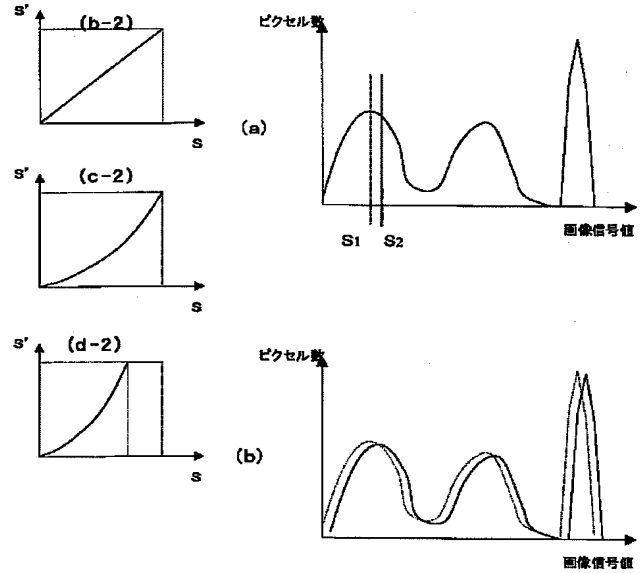 S'
(b-2)
S
S'
(c-2)
S
S'
(d-2)
S
ピクセル数
(a)
S1
S2
画像信号値
ピクセル数
(b)
画像信号値